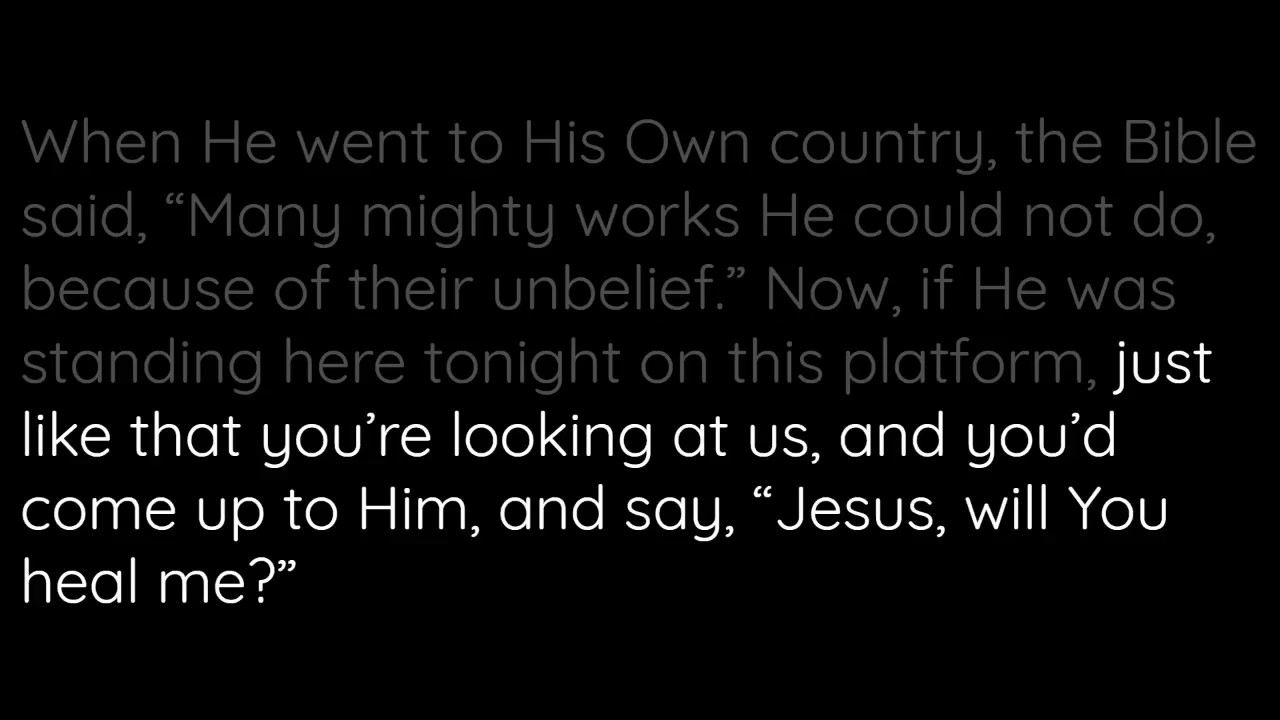 When He went to His Own country, the Bible
said, “Many mighty works He could not do,
because of their unbelief.” Now, if He was
standing here tonight on this platform, just
like that you’re looking at us, and you’d
come up to Him, and say, “Jesus, will You
heal me?”